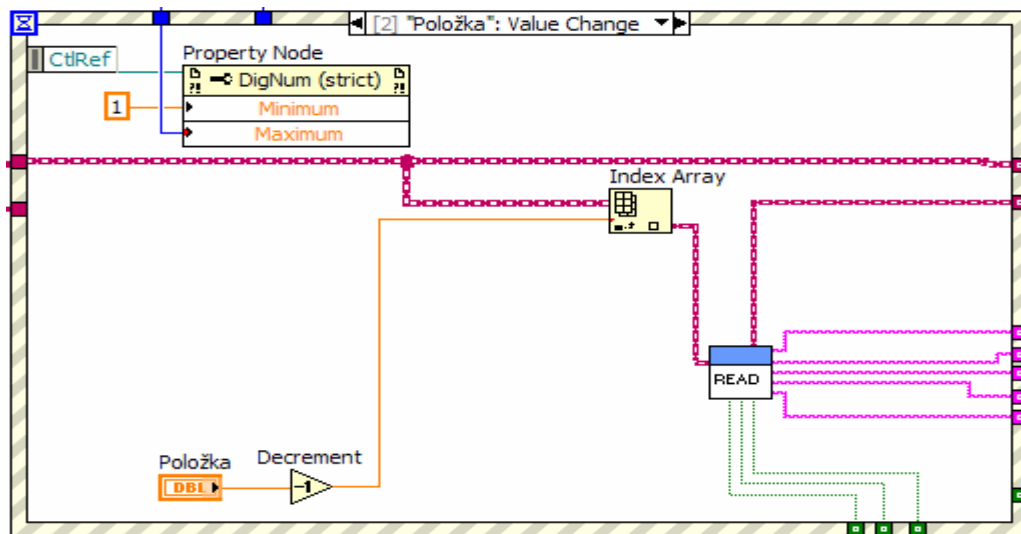 [2] "Položka": Value Change
CtlRef
Property Node
DigNum (strict)
1
Minimum
Maximum
Index Array
READ
Položka
Decrement
DBL
-1